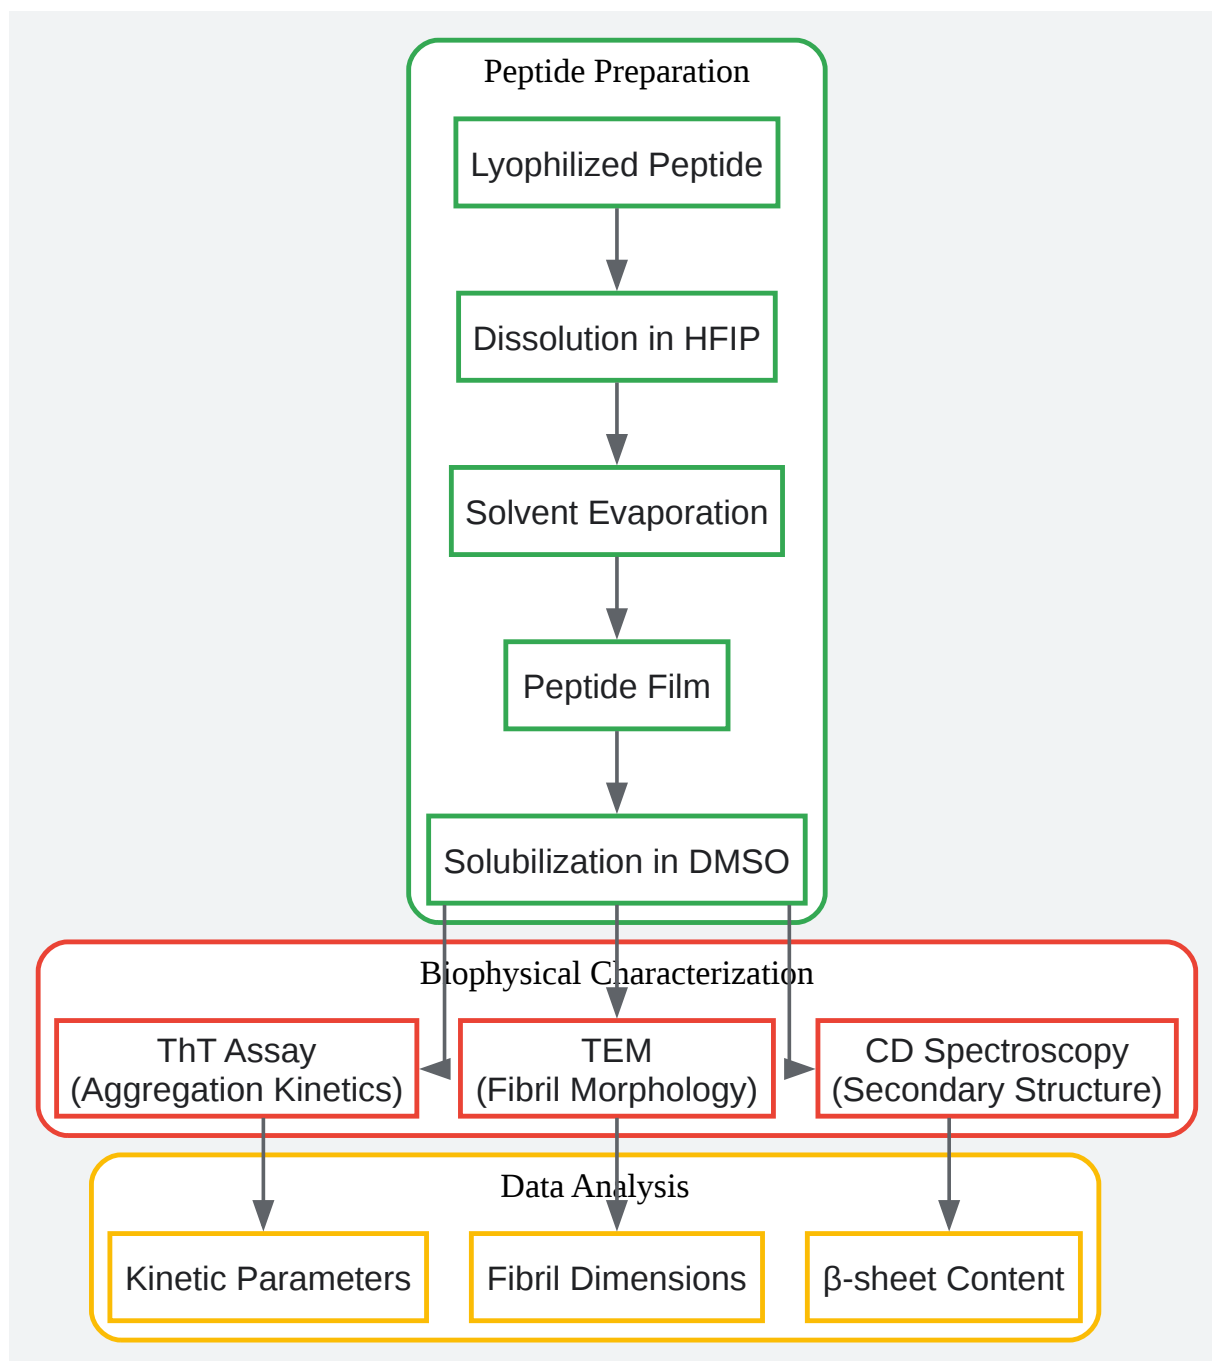 Peptide Preparation
Lyophilized Peptide
Dissolution in HFIP
Solvent Evaporation
Peptide Film
Solubilization in DMSO
Biophysical Characterization
ThT Assay
(Aggregation Kinetics)
TEM
(Fibril Morphology)
CD Spectroscopy
(Secondary Structure)
Data Analysis
Kinetic Parameters
Fibril Dimensions
β-sheet Content